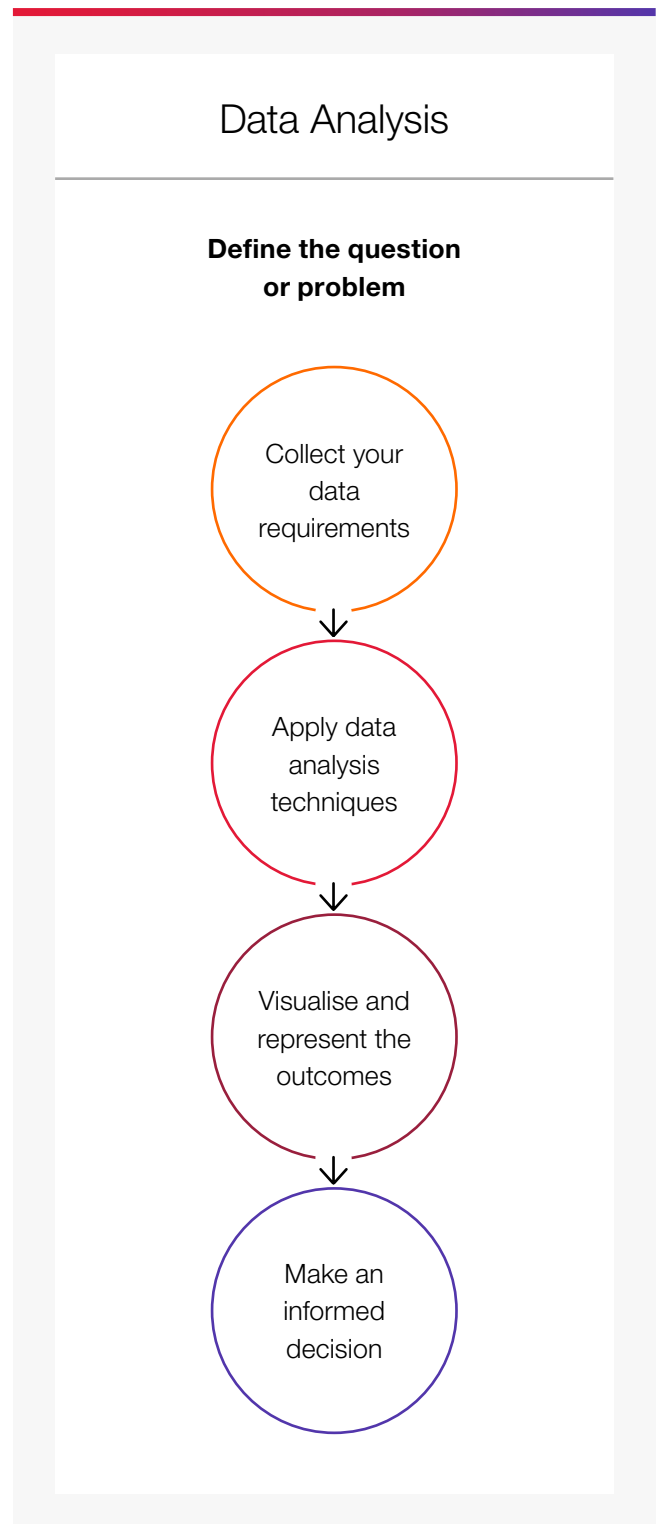 Data Analysis
Define the question
or problem
Collect your
data
requirements
Apply data
analysis
techniques
Visualise and
represent the
outcomes
Make an
informed
decision